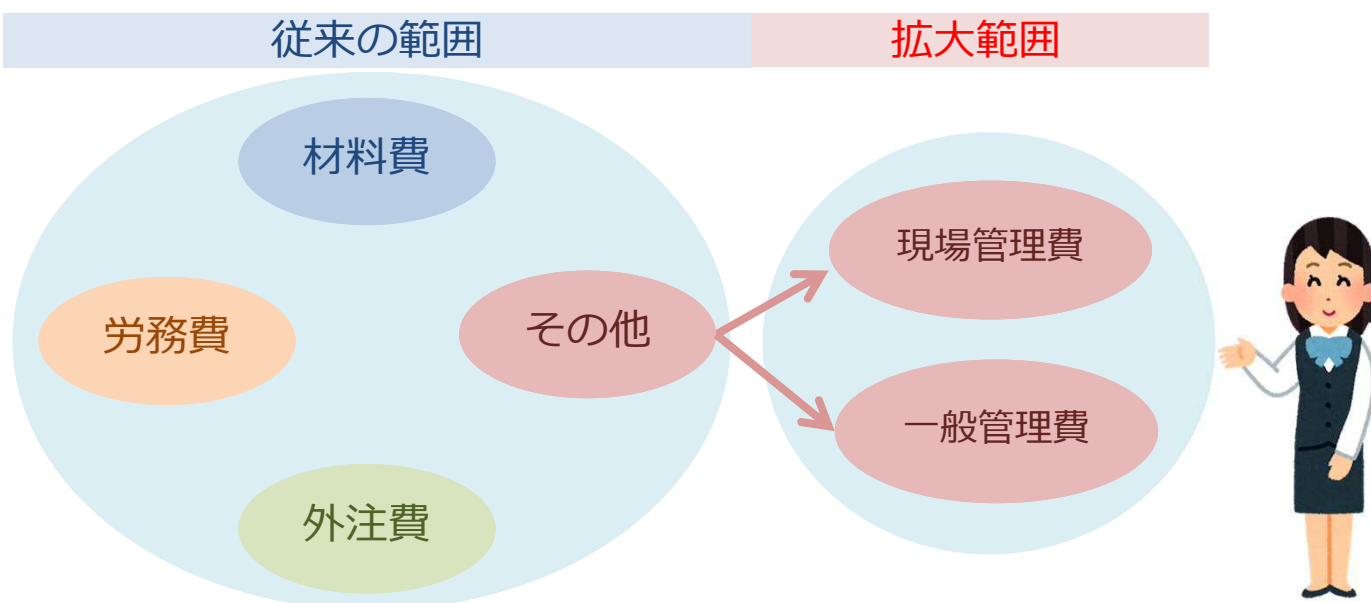 従来の範囲
拡大範囲
材料費
労務費
その他
外注費
現場管理費
一般管理費